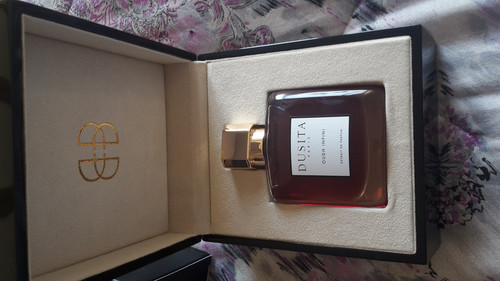 DUSITA
PARIS
OUDH INFINI
EXTRAIT DE PARFUM